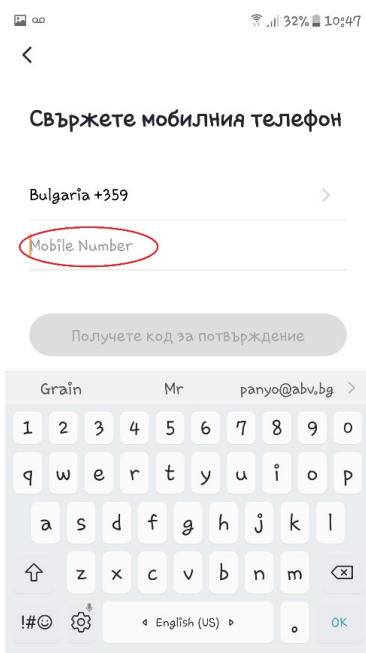 32% 10:47
Свържете мобилния телефон
Bulgaria +359
Mobile Number
Получете код за потвърждение
Grain Mr panyo@abv.bg
1 2 3 4 5 6 7 8 9 0
q w e r t y u i o p
a s d f g h j k l
z x c v b n m
!#☺ English (US) . OK